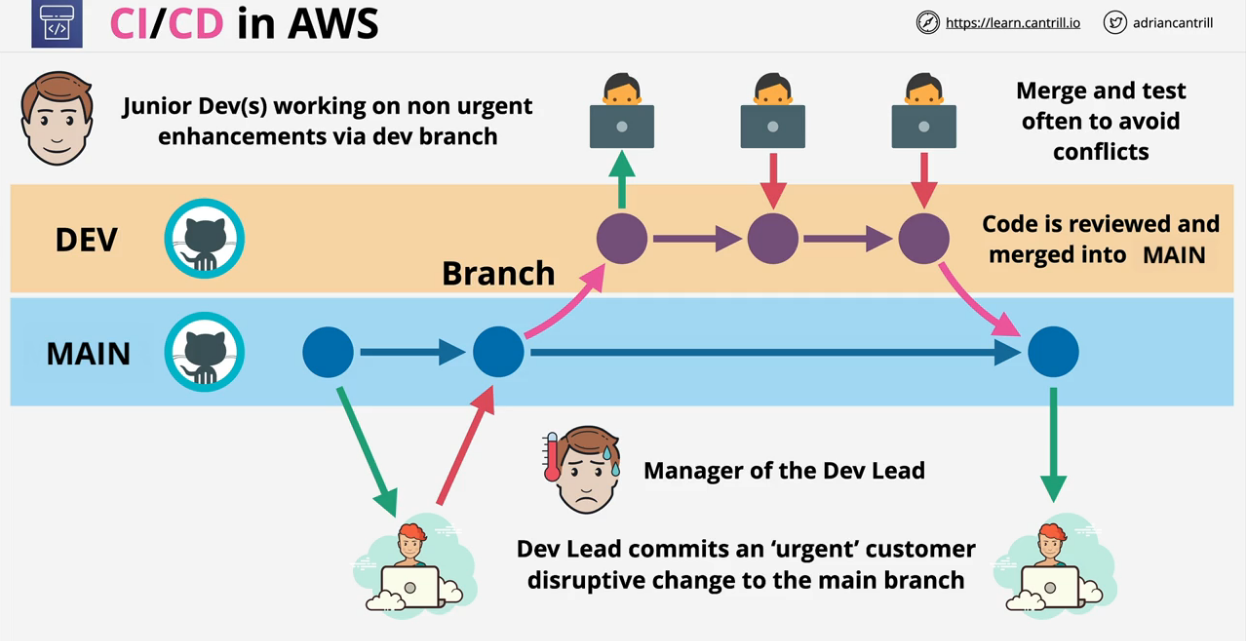 CI/CD in AWS
https://learn.cantrill.io
adriancantrill
Junior Dev(s) working on non urgent
enhancements via dev branch
Merge and test
often to avoid
conflicts
DEV
Code is reviewed and
merged into MAIN
Branch
MAIN
Manager of the Dev Lead
Dev Lead commits an ‘urgent’ customer
disruptive change to the main branch